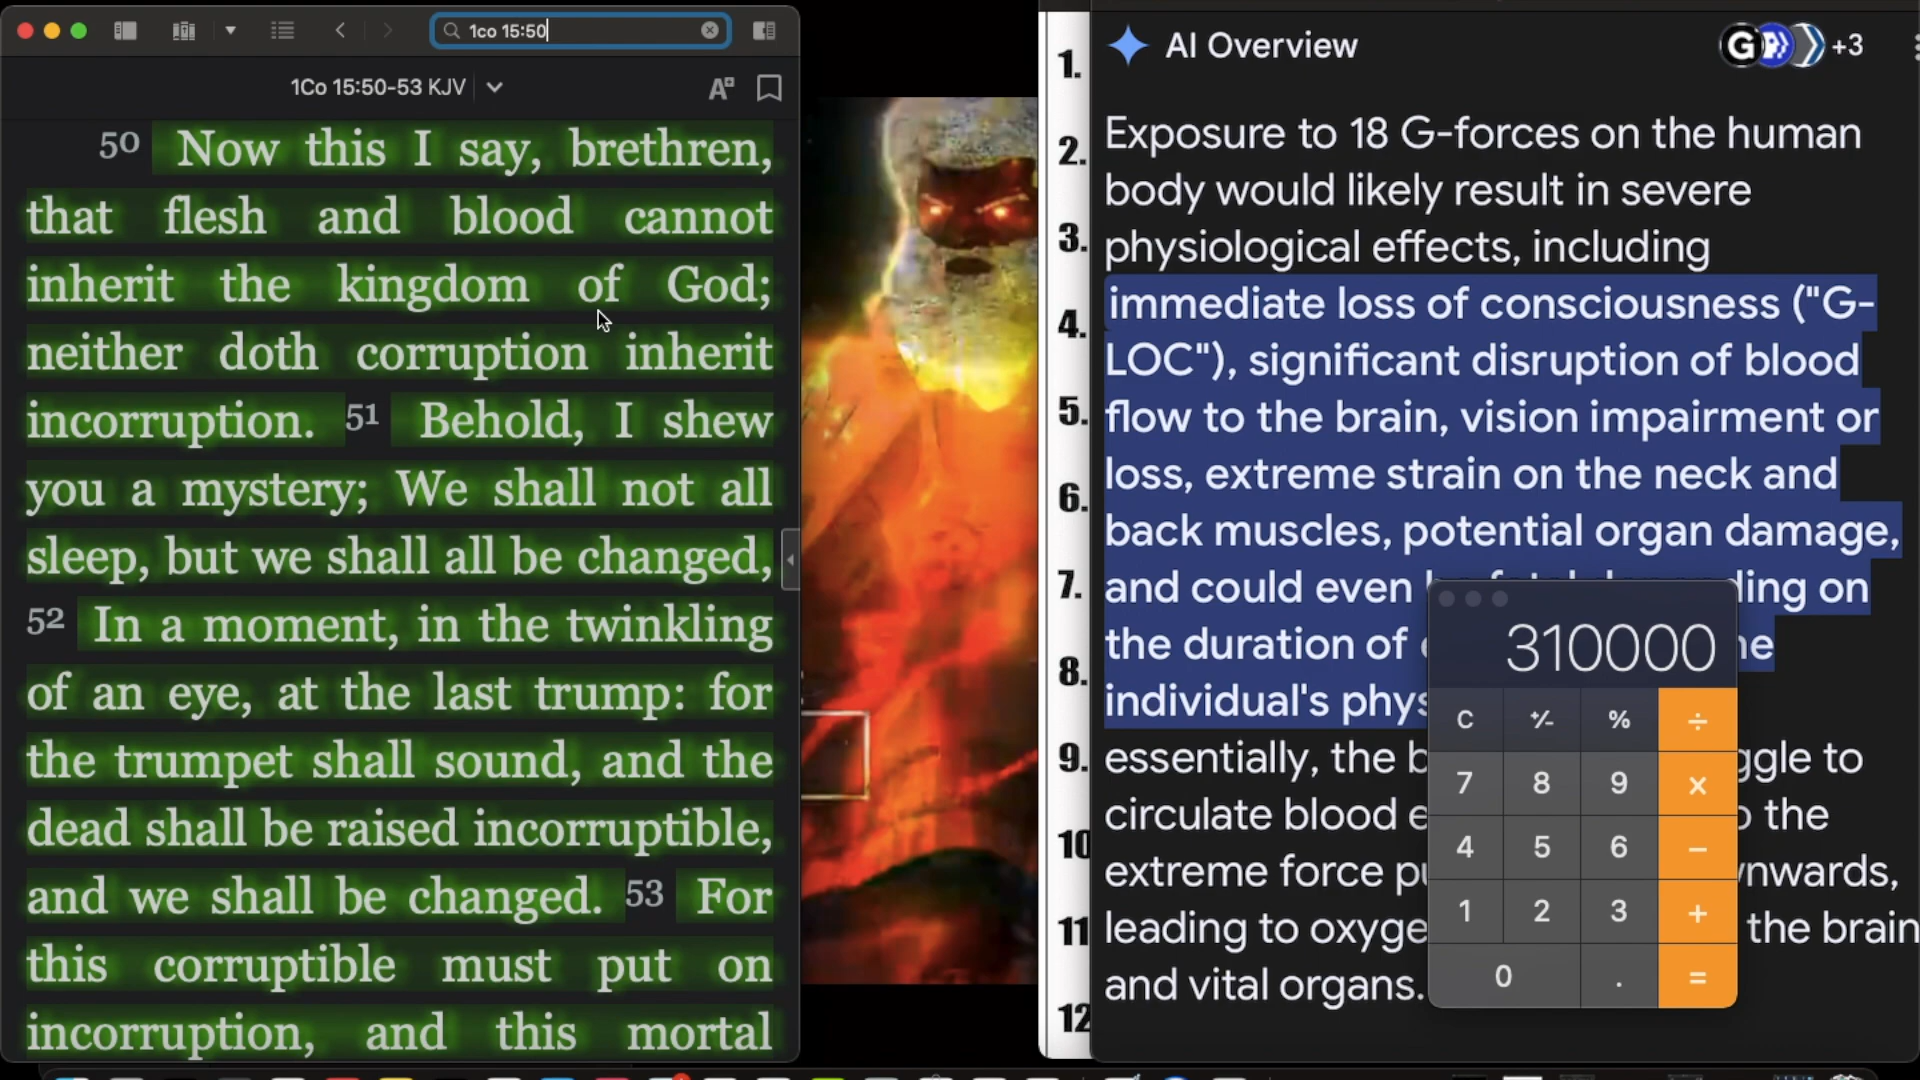 1co 15:50
1Co 15:50-53 KJV
50 Now this I say, brethren,
that flesh and blood cannot
inherit the kingdom of God;
neither doth corruption inherit
incorruption. 51 Behold, I shew
you a mystery; We shall not all
sleep, but we shall all be changed,
52 In a moment, in the twinkling
of an eye, at the last trump: for
the trumpet shall sound, and the
dead shall be raised incorruptible,
and we shall be changed. 53 For
this corruptible must put on
incorruption, and this mortal
1.
2.
3.
4.
5.
6.
7.
8.
9.
10
11
12
AI Overview
G
+3
Exposure to 18 G-forces on the human
body would likely result in severe
physiological effects, including
immediate loss of consciousness ("G-
LOC"), significant disruption of blood
flow to the brain, vision impairment or
loss, extreme strain on the neck and
back muscles, potential organ damage,
and could even on
the duration of
individual's
essentially, the to
circulate blood the
extreme force
leading to the brain
and vital organs.
310000
C +/- % ÷
7 8 9 ×
4 5 6 −
1 2 3 +
0 . =